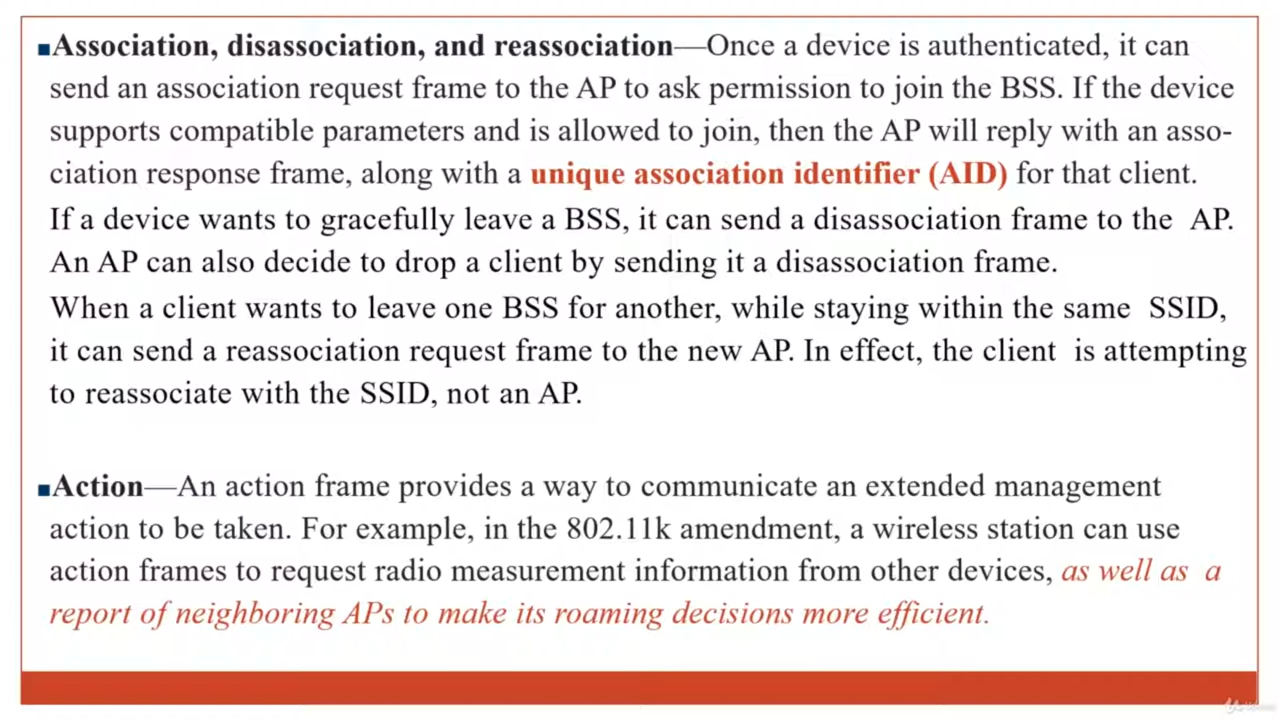 Association, disassociation, and reassociation—Once a device is authenticated, it can
send an association request frame to the AP to ask permission to join the BSS. If the device
supports compatible parameters and is allowed to join, then the AP will reply with an asso-
ciation response frame, along with a unique association identifier (AID) for that client.
If a device wants to gracefully leave a BSS, it can send a disassociation frame to the AP.
An AP can also decide to drop a client by sending it a disassociation frame.
When a client wants to leave one BSS for another, while staying within the same SSID,
it can send a reassociation request frame to the new AP. In effect, the client is attempting
to reassociate with the SSID, not an AP.
Action—An action frame provides a way to communicate an extended management
action to be taken. For example, in the 802.11k amendment, a wireless station can use
action frames to request radio measurement information from other devices, as well as a
report of neighboring APs to make its roaming decisions more efficient.